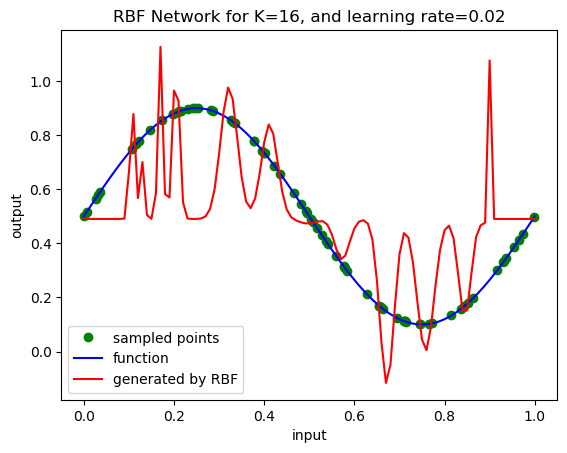 RBF Network for K=16, and learning rate=0.02
output
1.0
0.8
0.6
0.4
0.2
0.0
sampled points
function
generated by RBF
0.0 0.2 0.4 0.6 0.8 1.0
input